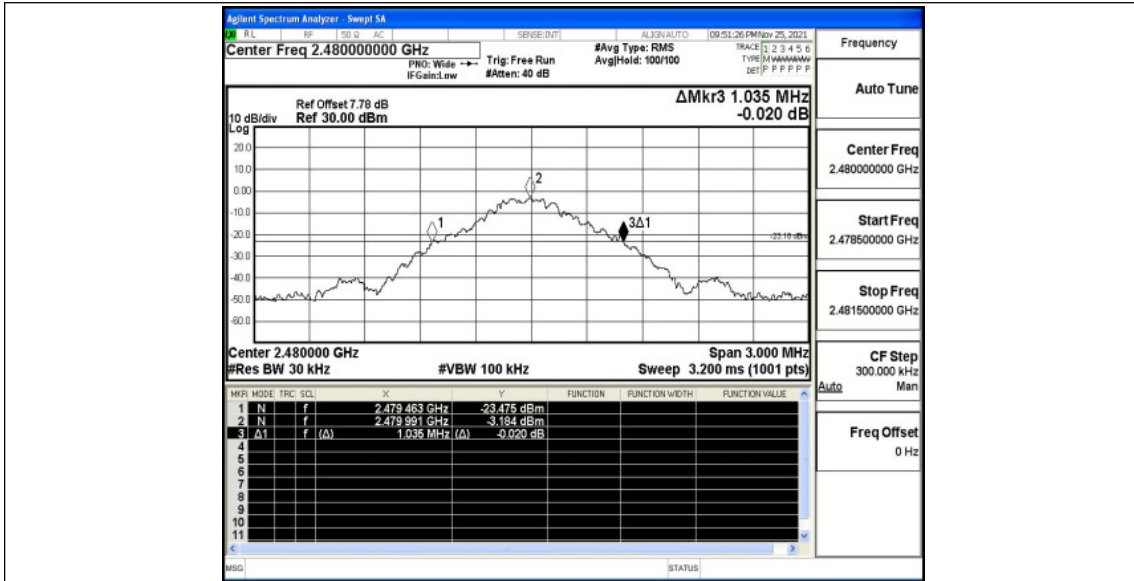 Agilent Spectrum Analyzer - Swept SA
RL RF 50 Ω AC SENSE:INT ALIGN AUTO 09:51:26 PM Nov 25, 2021
Center Freq 2.480000000 GHz
PNO: Wide
IFGain:Low
Trig: Free Run
#Atten: 40 dB
#Avg Type: RMS
Avg|Hold: 100/100
TRACE 1 2 3 4 5 6
TYPE M
DET P P P P P P
Frequency
Auto Tune
Center Freq
2.480000000 GHz
Start Freq
2.478500000 GHz
Stop Freq
2.481500000 GHz
CF Step
300.000 kHz
Auto Man
Freq Offset
0 Hz
ΔMkr3 1.035 MHz
-0.020 dB
Ref Offset 7.78 dB
10 dB/div Ref 30.00 dBm
Log
20.0
10.0
0.00
-10.0
-20.0
-30.0
-40.0
-50.0
-60.0
1
2
3Δ1
-23.18 dBm
Center 2.480000 GHz Span 3.000 MHz
#Res BW 30 kHz #VBW 100 kHz Sweep 3.200 ms (1001 pts)
MKR MODE TRC SCL X Y FUNCTION FUNCTION WIDTH FUNCTION VALUE
1 N f 2.479 463 GHz -23.475 dBm
2 N f 2.479 991 GHz -3.184 dBm
3 Δ1 f (Δ) 1.035 MHz (Δ) -0.020 dB
4
5
6
7
8
9
10
11
MSG STATUS